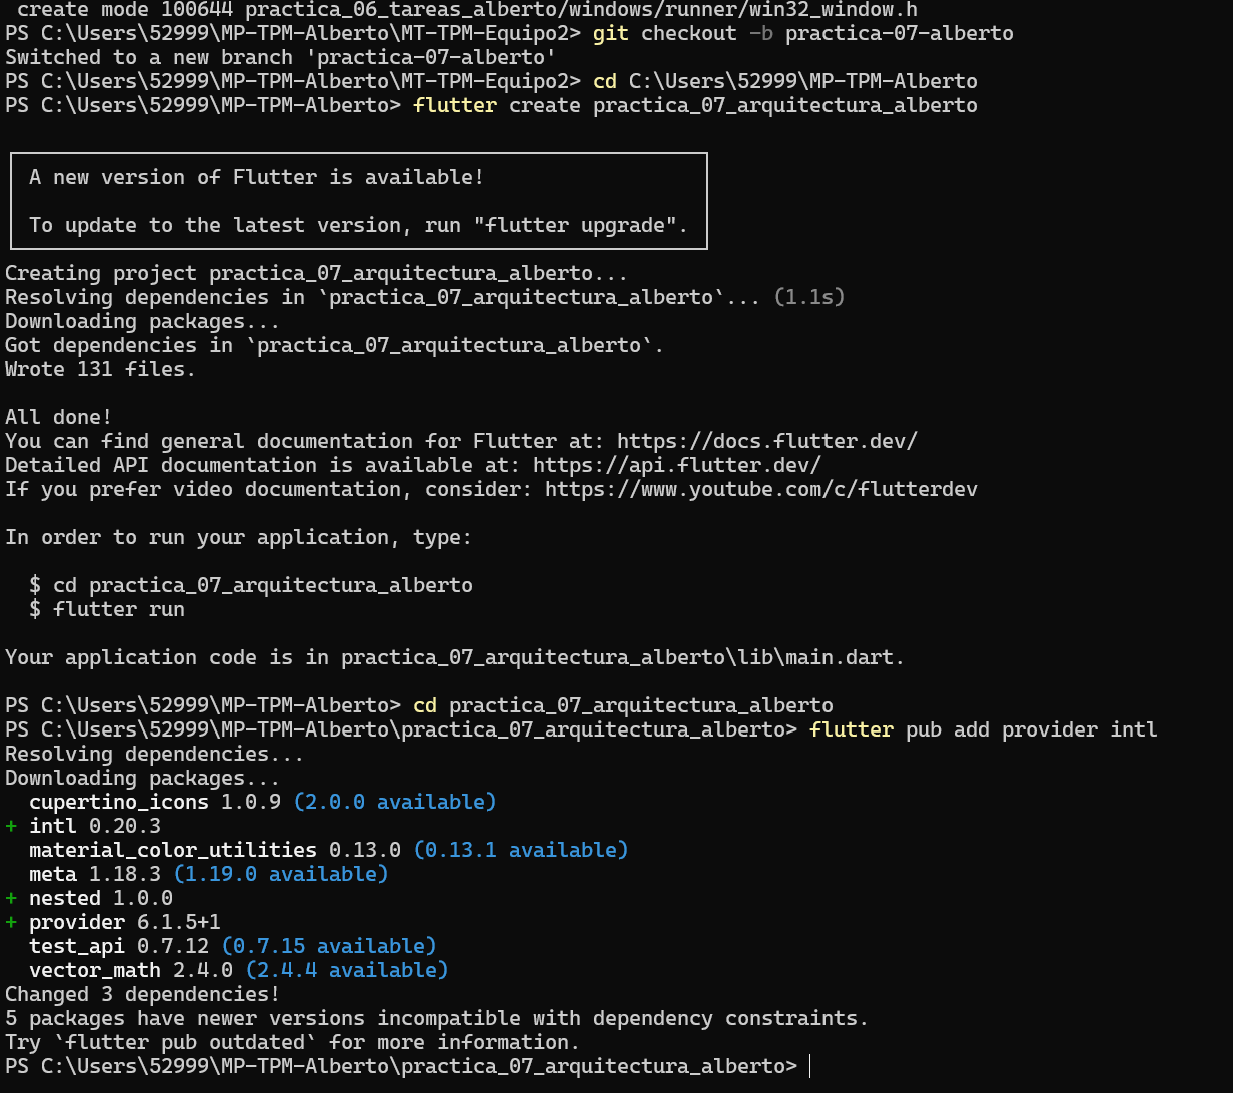 create mode 100644 practica_06_tareas_alberto/windows/runner/win32_window.h
PS C:\Users\52999\MP-TPM-Alberto\MT-TPM-Equipo2> git checkout -b practica-07-alberto
Switched to a new branch 'practica-07-alberto'
PS C:\Users\52999\MP-TPM-Alberto\MT-TPM-Equipo2> cd C:\Users\52999\MP-TPM-Alberto
PS C:\Users\52999\MP-TPM-Alberto> flutter create practica_07_arquitectura_alberto
A new version of Flutter is available!
To update to the latest version, run "flutter upgrade".
Creating project practica_07_arquitectura_alberto...
Resolving dependencies in `practica_07_arquitectura_alberto`... (1.1s)
Downloading packages...
Got dependencies in `practica_07_arquitectura_alberto`.
Wrote 131 files.
All done!
You can find general documentation for Flutter at: https://docs.flutter.dev/
Detailed API documentation is available at: https://api.flutter.dev/
If you prefer video documentation, consider: https://www.youtube.com/c/flutterdev
In order to run your application, type:
$ cd practica_07_arquitectura_alberto
$ flutter run
Your application code is in practica_07_arquitectura_alberto\lib\main.dart.
PS C:\Users\52999\MP-TPM-Alberto> cd practica_07_arquitectura_alberto
PS C:\Users\52999\MP-TPM-Alberto\practica_07_arquitectura_alberto> flutter pub add provider intl
Resolving dependencies...
Downloading packages...
cupertino_icons 1.0.9 (2.0.0 available)
+ intl 0.20.3
material_color_utilities 0.13.0 (0.13.1 available)
meta 1.18.3 (1.19.0 available)
+ nested 1.0.0
+ provider 6.1.5+1
test_api 0.7.12 (0.7.15 available)
vector_math 2.4.0 (2.4.4 available)
Changed 3 dependencies!
5 packages have newer versions incompatible with dependency constraints.
Try `flutter pub outdated` for more information.
PS C:\Users\52999\MP-TPM-Alberto\practica_07_arquitectura_alberto>